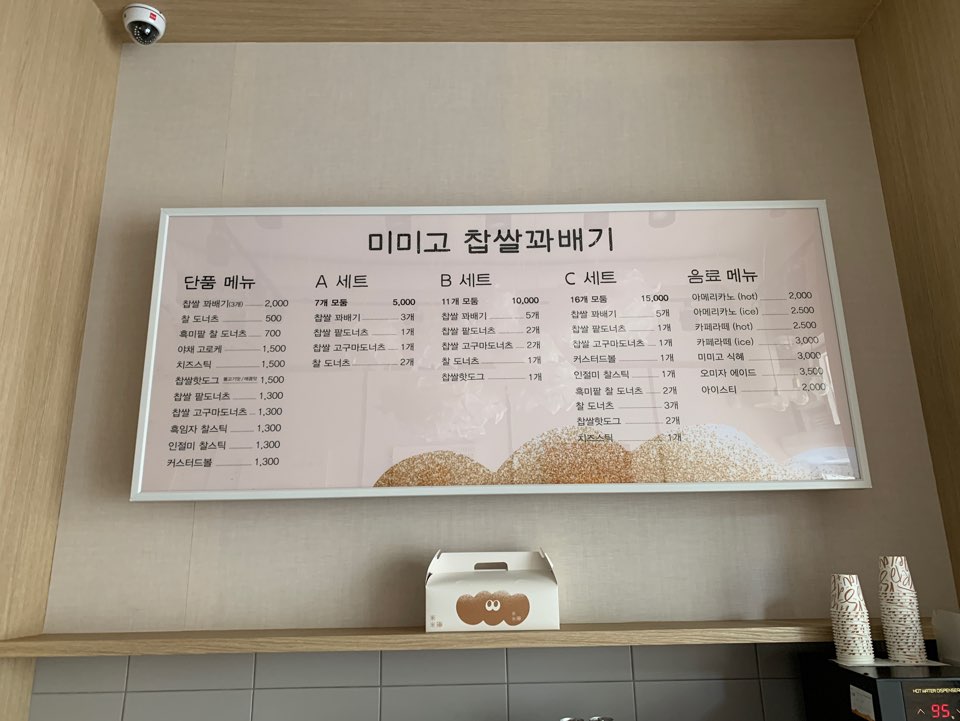 미미고 찹쌀꽈배기
단품 메뉴
찹쌀 꽈배기(3개) 2,000
찰 도너츠 500
흑미팥 찰 도너츠 700
야채 고로케 1,500
치즈스틱 1,500
찹쌀핫도그 1,500
찹쌀 팥도너츠 1,300
찹쌀 고구마도너츠 1,300
흑임자 찰스틱 1,300
인절미 찰스틱 1,300
커스터드볼 1,300
A 세트
7개 모둠 5,000
찹쌀 꽈배기 3개
찹쌀 팥도너츠 1개
찹쌀 고구마도너츠 1개
찰 도너츠 2개
B 세트
11개 모둠 10,000
찹쌀 꽈배기 5개
찹쌀 팥도너츠 2개
찹쌀 고구마도너츠 2개
찰 도너츠 1개
찹쌀핫도그 1개
C 세트
16개 모둠 15,000
찹쌀 꽈배기 5개
찹쌀 팥도너츠 1개
찹쌀 고구마도너츠 1개
커스터드볼 1개
인절미 찰스틱 1개
흑미팥 찰 도너츠 2개
찰 도너츠 3개
찹쌀핫도그 2개
치즈스틱 1개
음료 메뉴
아메리카노 (hot) 2,000
아메리카노 (ice) 2,500
카페라떼 (hot) 2,500
카페라떼 (ice) 3,000
미미고 식혜 3,000
오미자 에이드 3,500
아이스티 2,000
HOT WATER DISPENSER
95